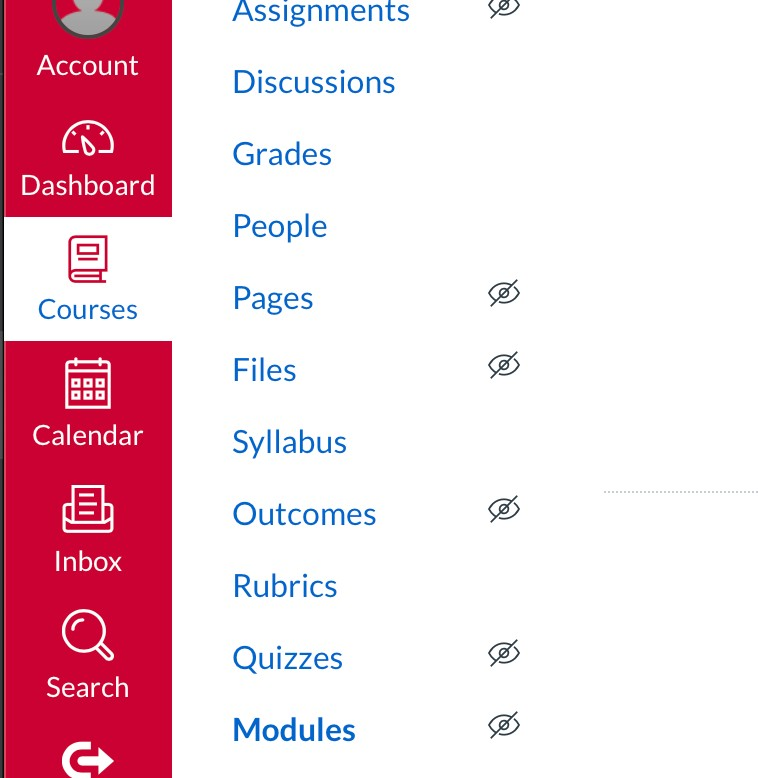 Account
Dashboard
Courses
Calendar
Inbox
Search
Assignments
Discussions
Grades
People
Pages
Files
Syllabus
Outcomes
Rubrics
Quizzes
Modules